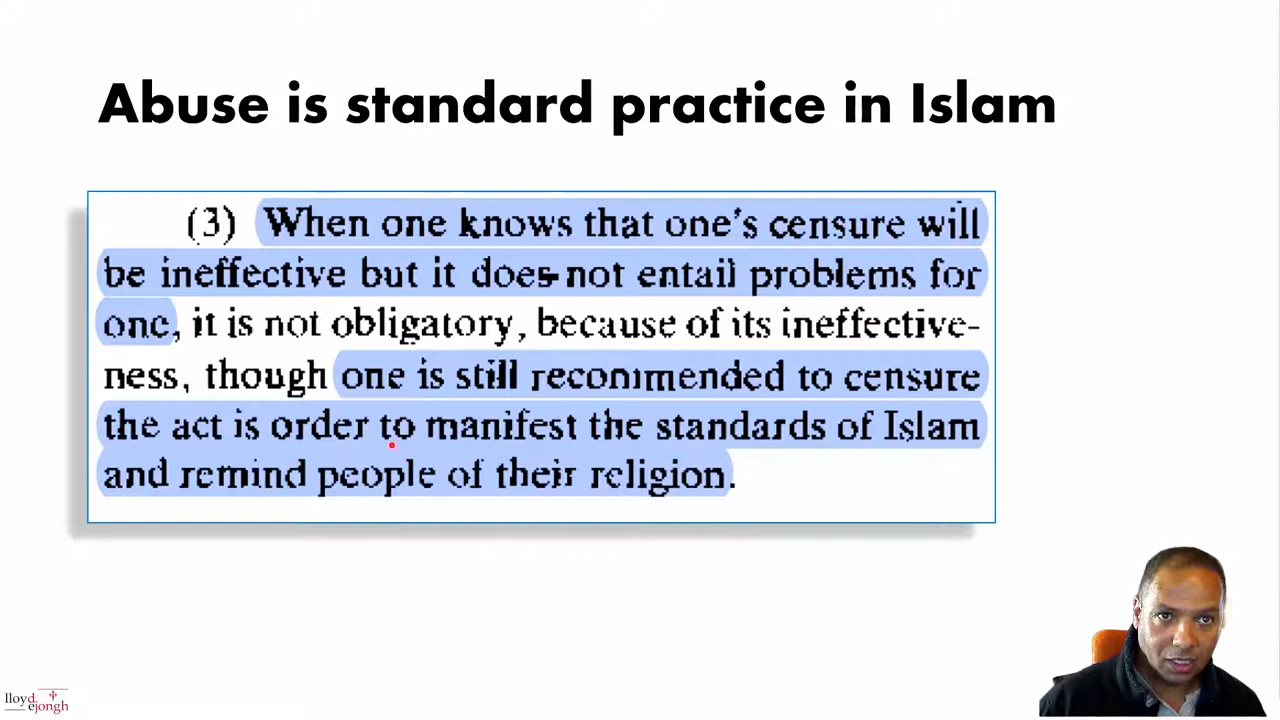 Abuse is standard practice in Islam
(3) When one knows that one's censure will
be ineffective but it does not entail problems for
one, it is not obligatory, because of its ineffective-
ness, though one is still recommended to censure
the act is order to manifest the standards of Islam
and remind people of their religion.
lloyd
ejongh